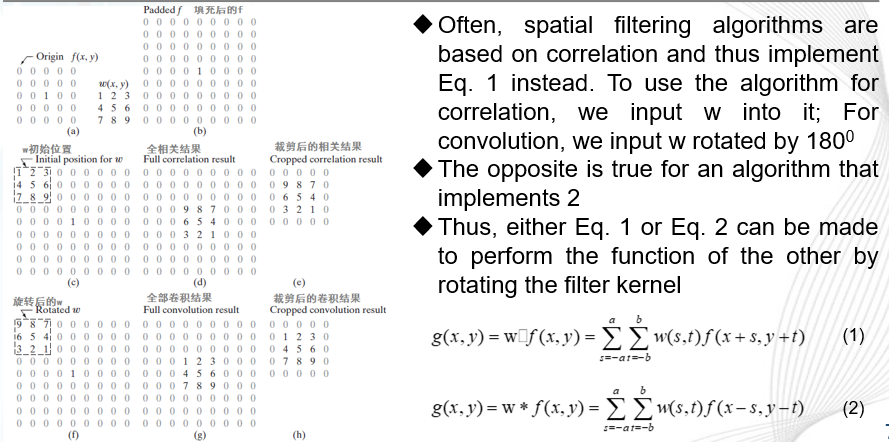 Origin f(x, y)
0 0 0 0 0
0 0 0 0 0
0 0 1 0 0
0 0 0 0 0
0 0 0 0 0
w(x, y)
1 2 3
4 5 6
7 8 9
(a)
Padded f 填充后的f
0 0 0 0 0 0 0 0 0
0 0 0 0 0 0 0 0 0
0 0 0 0 0 0 0 0 0
0 0 0 0 0 0 0 0 0
0 0 0 0 1 0 0 0 0
0 0 0 0 0 0 0 0 0
0 0 0 0 0 0 0 0 0
0 0 0 0 0 0 0 0 0
0 0 0 0 0 0 0 0 0
(b)
w初始位置
Initial position for w
1 2 3 0 0 0 0 0 0
4 5 6 0 0 0 0 0 0
7 8 9 0 0 0 0 0 0
0 0 0 0 0 0 0 0 0
0 0 0 0 1 0 0 0 0
0 0 0 0 0 0 0 0 0
0 0 0 0 0 0 0 0 0
0 0 0 0 0 0 0 0 0
0 0 0 0 0 0 0 0 0
(c)
全相关结果
Full correlation result
0 0 0 0 0 0 0 0 0
0 0 0 0 0 0 0 0 0
0 0 0 0 0 0 0 0 0
0 0 0 9 8 7 0 0 0
0 0 0 6 5 4 0 0 0
0 0 0 3 2 1 0 0 0
0 0 0 0 0 0 0 0 0
0 0 0 0 0 0 0 0 0
0 0 0 0 0 0 0 0 0
(d)
裁剪后的相关结果
Cropped correlation result
0 0 0 0 0
0 9 8 7 0
0 6 5 4 0
0 3 2 1 0
0 0 0 0 0
(e)
旋转后的w
Rotated w
9 8 7 0 0 0 0 0 0
6 5 4 0 0 0 0 0 0
3 2 1 0 0 0 0 0 0
0 0 0 0 0 0 0 0 0
0 0 0 0 1 0 0 0 0
0 0 0 0 0 0 0 0 0
0 0 0 0 0 0 0 0 0
0 0 0 0 0 0 0 0 0
0 0 0 0 0 0 0 0 0
(f)
全部卷积结果
Full convolution result
0 0 0 0 0 0 0 0 0
0 0 0 0 0 0 0 0 0
0 0 0 0 0 0 0 0 0
0 0 0 1 2 3 0 0 0
0 0 0 4 5 6 0 0 0
0 0 0 7 8 9 0 0 0
0 0 0 0 0 0 0 0 0
0 0 0 0 0 0 0 0 0
0 0 0 0 0 0 0 0 0
(g)
裁剪后的卷积结果
Cropped convolution result
0 0 0 0 0
0 1 2 3 0
0 4 5 6 0
0 7 8 9 0
0 0 0 0 0
(h)
◆ Often, spatial filtering algorithms are
based on correlation and thus implement
Eq. 1 instead. To use the algorithm for
correlation, we input w into it; For
convolution, we input w rotated by 180⁰
◆ The opposite is true for an algorithm that
implements 2
◆ Thus, either Eq. 1 or Eq. 2 can be made
to perform the function of the other by
rotating the filter kernel
g(x, y) = w□f(x, y) = ∑_{s=-a}^{a} ∑_{t=-b}^{b} w(s,t) f(x+s, y+t) (1)
g(x, y) = w * f(x, y) = ∑_{s=-a}^{a} ∑_{t=-b}^{b} w(s,t) f(x−s, y−t) (2)